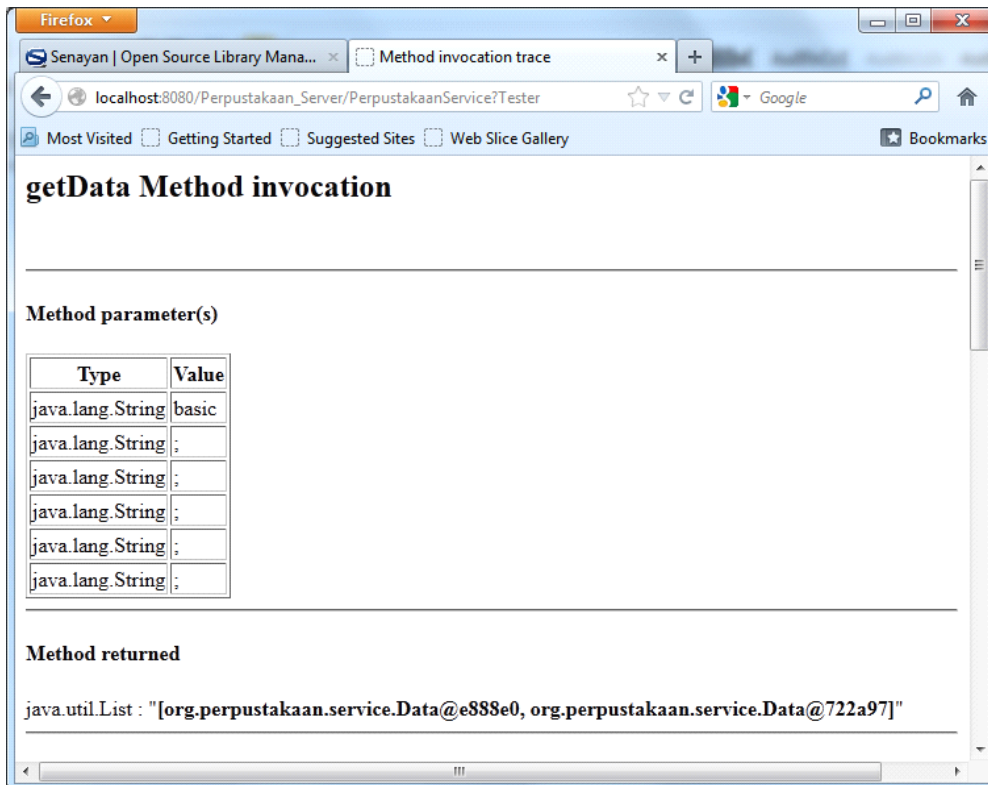 Firefox
Senayan | Open Source Library Mana... ×
Method invocation trace ×
+
localhost:8080/Perpustakaan_Server/PerpustakaanService?Tester
Google
Most Visited Getting Started Suggested Sites Web Slice Gallery
Bookmarks
getData Method invocation
Method parameter(s)
Type Value
java.lang.String basic
java.lang.String ;
java.lang.String ;
java.lang.String ;
java.lang.String ;
java.lang.String ;
Method returned
java.util.List : "[org.perpustakaan.service.Data@e888e0, org.perpustakaan.service.Data@722a97]"